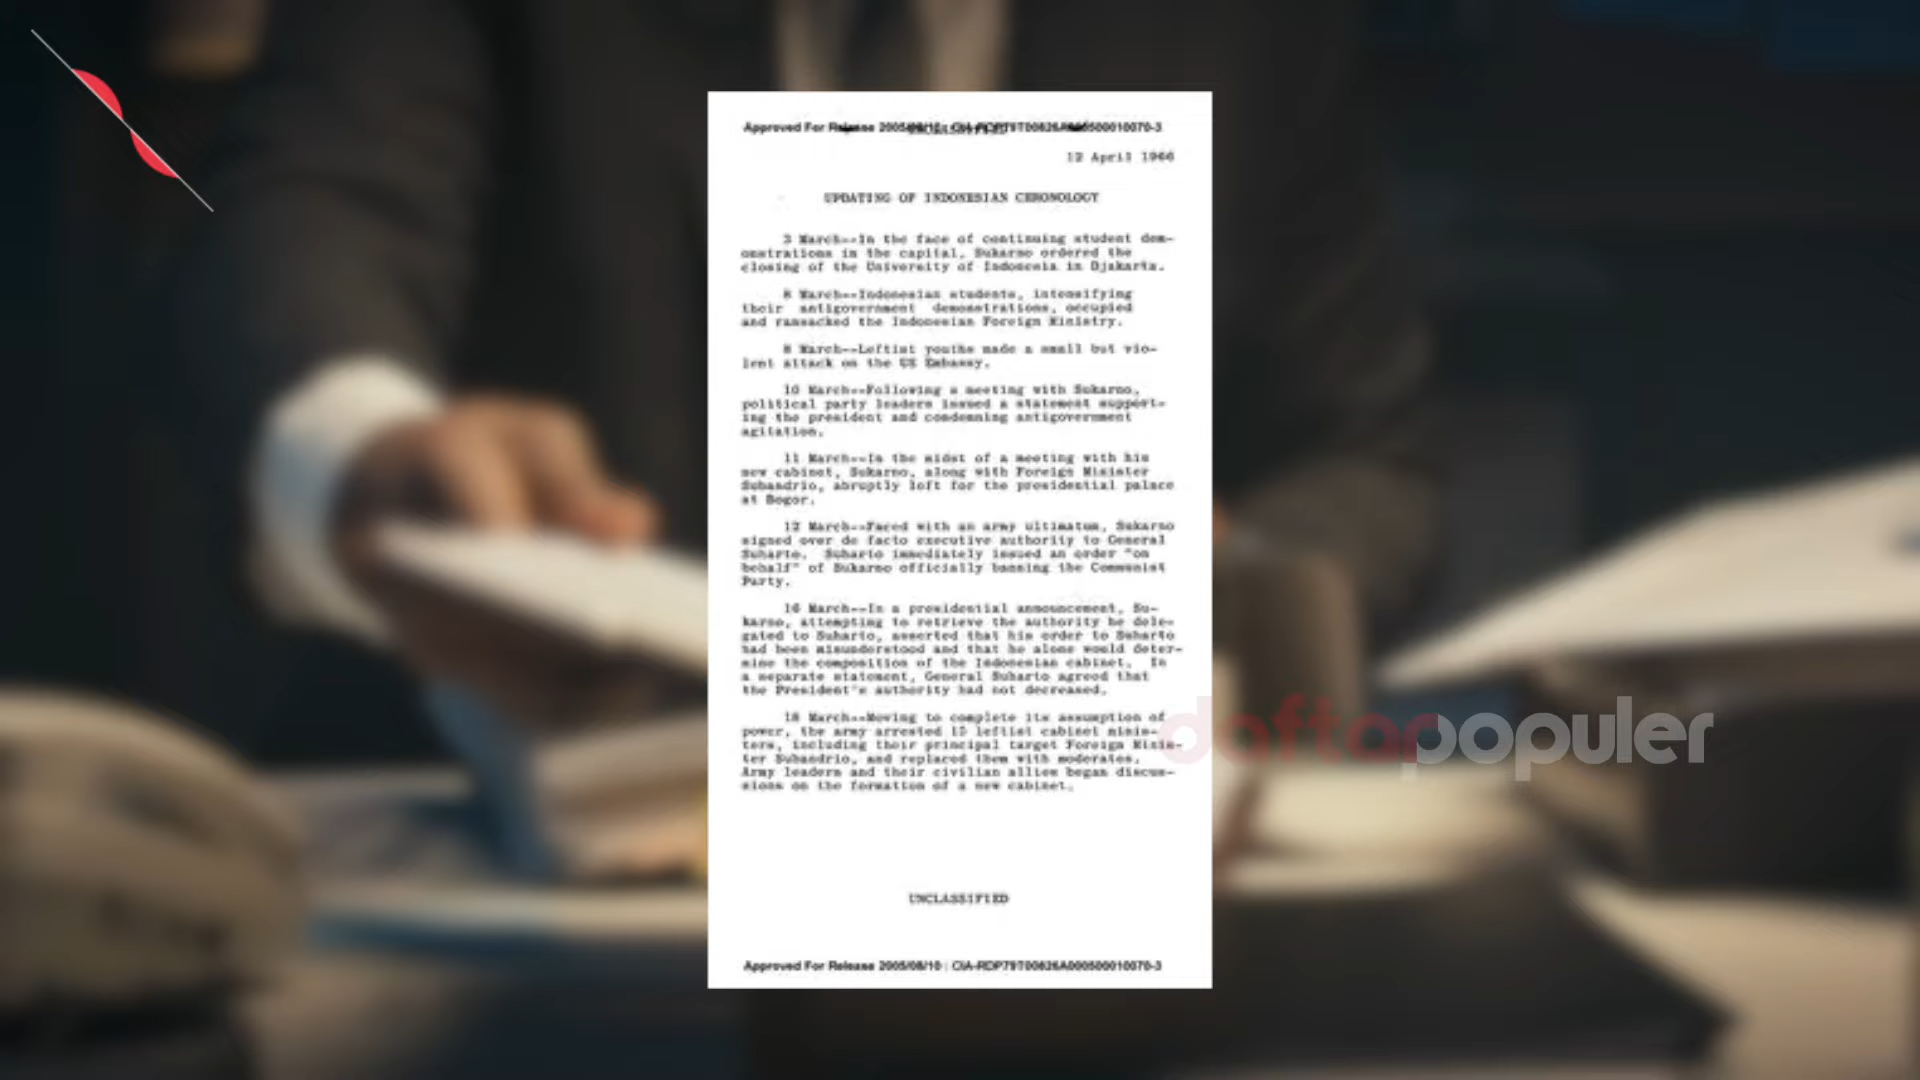 Approved For Release 2005/08/10 : CIA-RDP79T00826A000500010070-3
UNCLASSIFIED
12 April 1966
UPDATING OF INDONESIAN CHRONOLOGY
3 March--In the face of continuing student dem-
onstrations in the capital, Sukarno ordered the
closing of the University of Indonesia in Djakarta.
8 March--Indonesian students, intensifying
their antigovernment demonstrations, occupied
and ransacked the Indonesian Foreign Ministry.
8 March--Leftist youths made a small but vio-
lent attack on the US Embassy.
10 March--Following a meeting with Sukarno,
political party leaders issued a statement support-
ing the president and condemning antigovernment
agitation.
11 March--In the midst of a meeting with his
new cabinet, Sukarno, along with Foreign Minister
Subandrio, abruptly left for the presidential palace
at Bogor.
12 March--Faced with an army ultimatum, Sukarno
signed over de facto executive authority to General
Suharto. Suharto immediately issued an order "on
behalf" of Sukarno officially banning the Communist
Party.
16 March--In a presidential announcement, Su-
karno, attempting to retrieve the authority he dele-
gated to Suharto, asserted that his order to Suharto
had been misunderstood and that he alone would deter-
mine the composition of the Indonesian cabinet. In
a separate statement, General Suharto agreed that
the President's authority had not decreased.
18 March--Moving to complete its assumption of
power, the army arrested 15 leftist cabinet minis-
ters, including their principal target Foreign Minis-
ter Subandrio, and replaced them with moderates.
Army leaders and their civilian allies began discus-
sions on the formation of a new cabinet.
daftarpopuler
UNCLASSIFIED
Approved For Release 2005/08/10 : CIA-RDP79T00826A000500010070-3